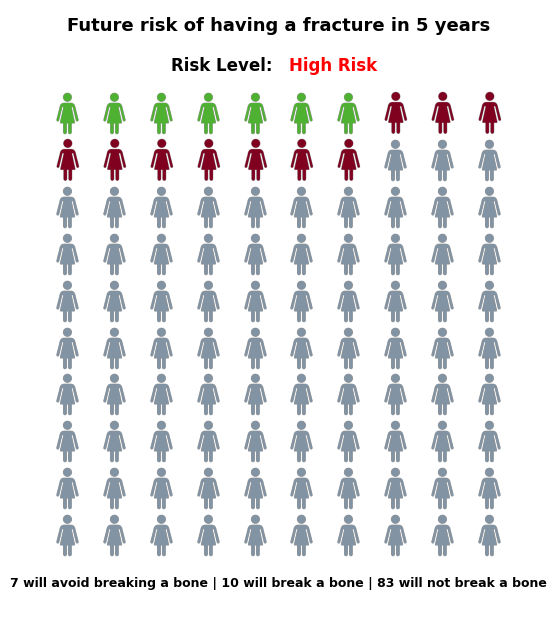 Future risk of having a fracture in 5 years
Risk Level: High Risk
7 will avoid breaking a bone | 10 will break a bone | 83 will not break a bone